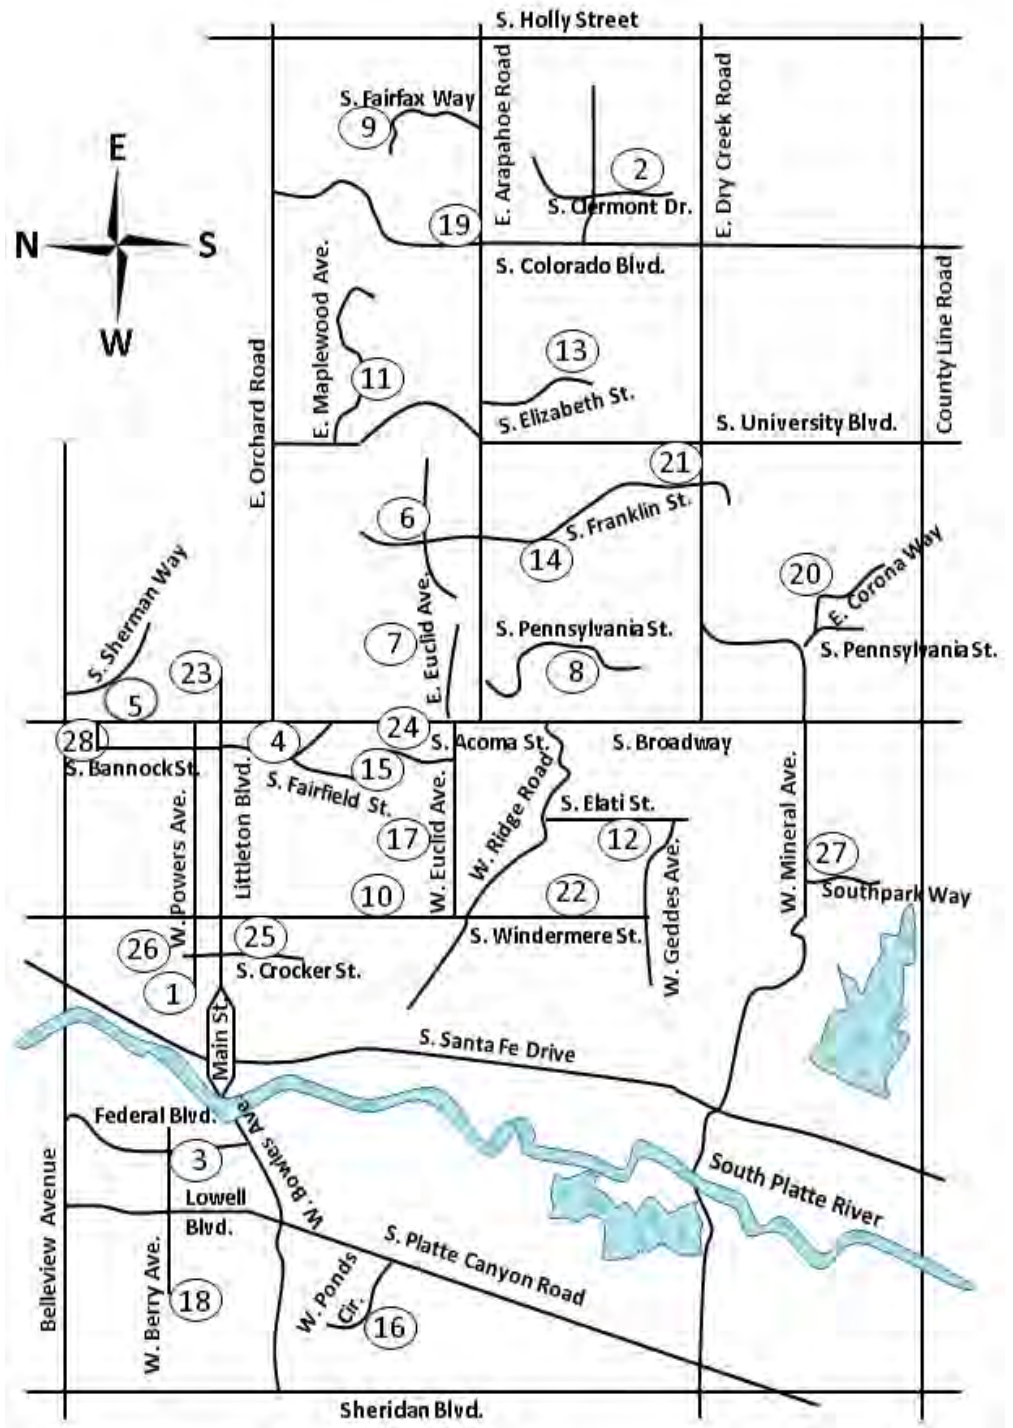 S. Holly Street
S. Fairfax Way
9
E. Arapahoe Road
E. Dry Creek Road
2
S. Clermont Dr.
19
E
N
S
W
S. Colorado Blvd.
E. Maplewood Ave.
County Line Road
13
11
E. Orchard Road
S. Elizabeth St.
S. University Blvd.
21
6
S. Franklin St.
14
20
E. Corona Way
S. Sherman Way
E. Euclid Ave.
7
S. Pennsylvania St.
S. Pennsylvania St.
8
23
5
28
4
24
S. Acoma St.
S. Broadway
S. Bannock St.
15
S. Fairfield St.
W. Powers Ave.
Littleton Blvd.
W. Euclid Ave.
W. Ridge Road
S. Elati St.
17
12
W. Geddes Ave.
W. Mineral Ave.
27
Southpark Way
10
22
S. Windermere St.
26
25
S. Crocker St.
1
Main St.
S. Santa Fe Drive
Federal Blvd.
W. Bowles Ave.
3
South Platte River
Lowell
Blvd.
Belleview Avenue
W. Berry Ave.
18
W. Ponds
Cir.
16
S. Platte Canyon Road
Sheridan Blvd.